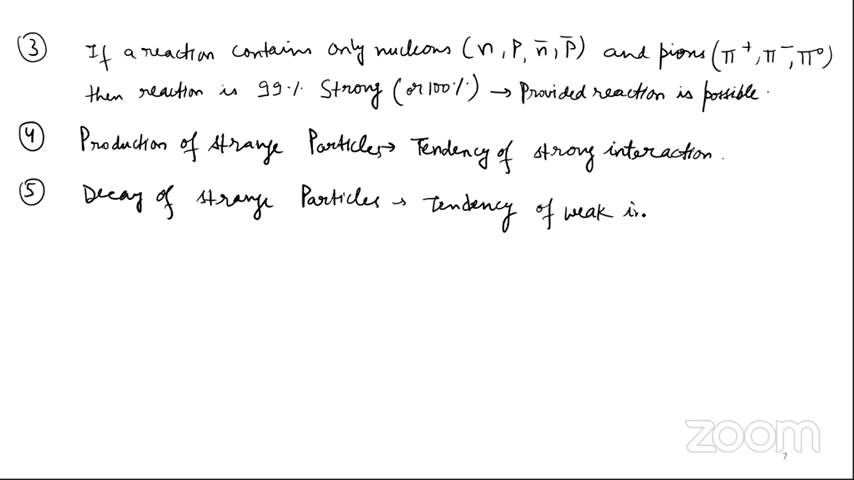 ③ If a reaction contains only nucleons (n, P, n̄, P̄) and pions (π⁺, π⁻, π⁰)
then reaction is 99.% Strong (or 100%) → Provided reaction is possible.
④ Production of strange Particles → Tendency of strong interaction.
⑤ Decay of strange Particles → Tendency of weak in.
zoom
7